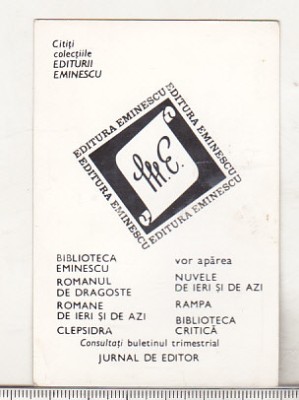 Citiți
colecțiile
EDITURII
EMINESCU
EDITURA EMINESCU
EDITURA EMINESCU
EDITURA EMINESCU
EDITURA EMINESCU
M.E.
BIBLIOTECA
EMINESCU
ROMANUL
DE DRAGOSTE
ROMANE
DE IERI ȘI DE AZI
CLEPSIDRA
vor apărea
NUVELE
DE IERI ȘI DE AZI
RAMPA
BIBLIOTECA
CRITICĂ
Consultați buletinul trimestrial
JURNAL DE EDITOR